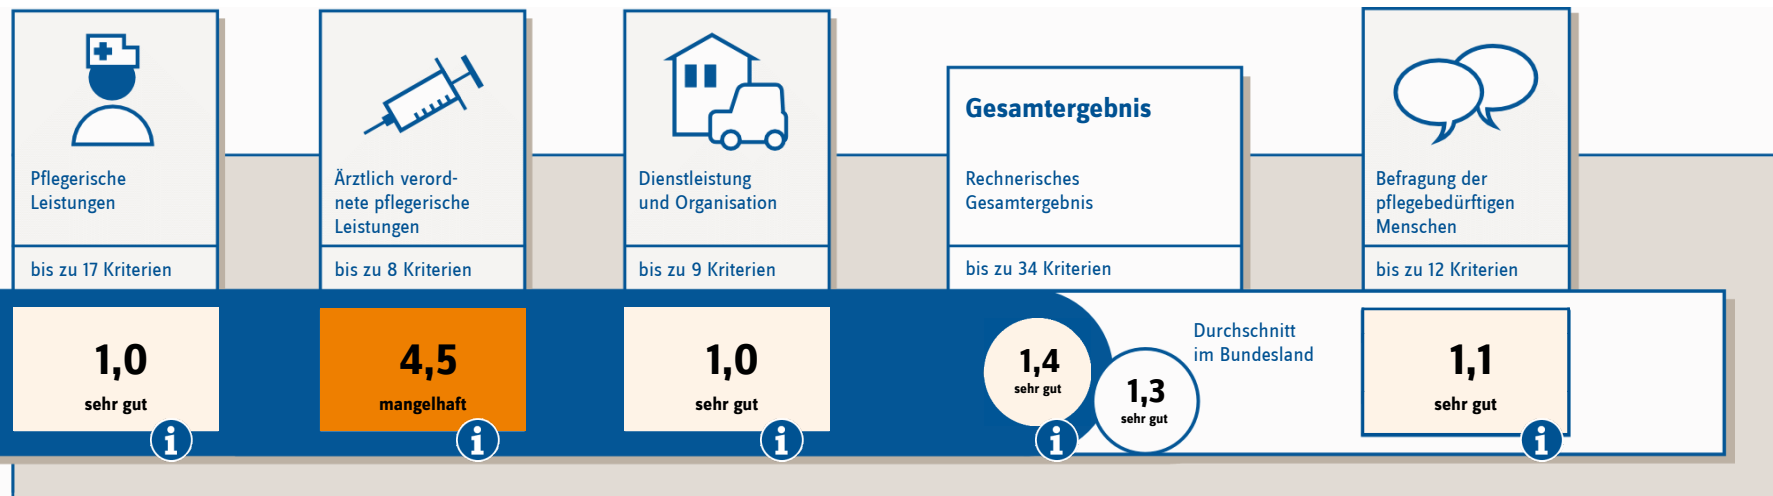 Pflegerische
Leistungen
bis zu 17 Kriterien
1,0
sehr gut
i
Ärztlich verord-
nete pflegerische
Leistungen
bis zu 8 Kriterien
4,5
mangelhaft
i
Dienstleistung
und Organisation
bis zu 9 Kriterien
1,0
sehr gut
i
Gesamtergebnis
Rechnerisches
Gesamtergebnis
bis zu 34 Kriterien
1,4
sehr gut
i
1,3
sehr gut
Durchschnitt
im Bundesland
Befragung der
pflegebedürftigen
Menschen
bis zu 12 Kriterien
1,1
sehr gut
i